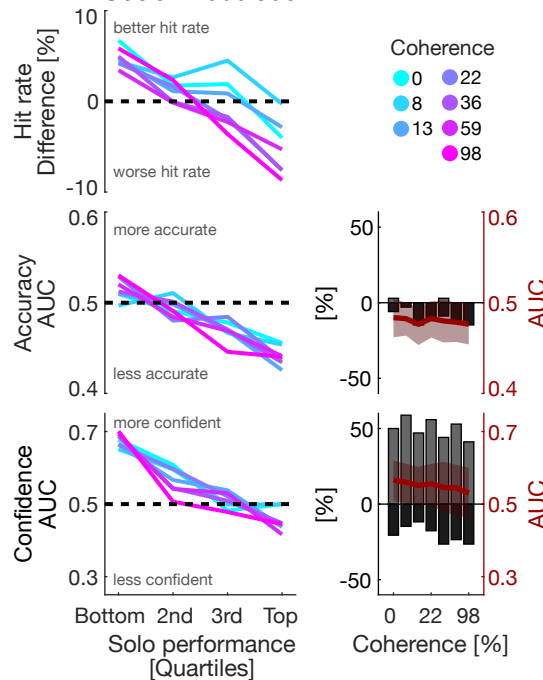 10
better hit rate
Hit rate
Difference [%]
0
worse hit rate
-10
Coherence
0
22
8
36
13
59
98
0.6
more accurate
Accuracy
AUC
0.5
less accurate
0.4
50
0.6
[%]
0
0.5
AUC
-50
0.4
more confident
0.7
Confidence
AUC
0.5
0.3
less confident
Bottom 2nd 3rd Top
Solo performance
[Quartiles]
50
0.7
[%]
0
0.5
AUC
-50
0.3
0 22 98
Coherence [%]